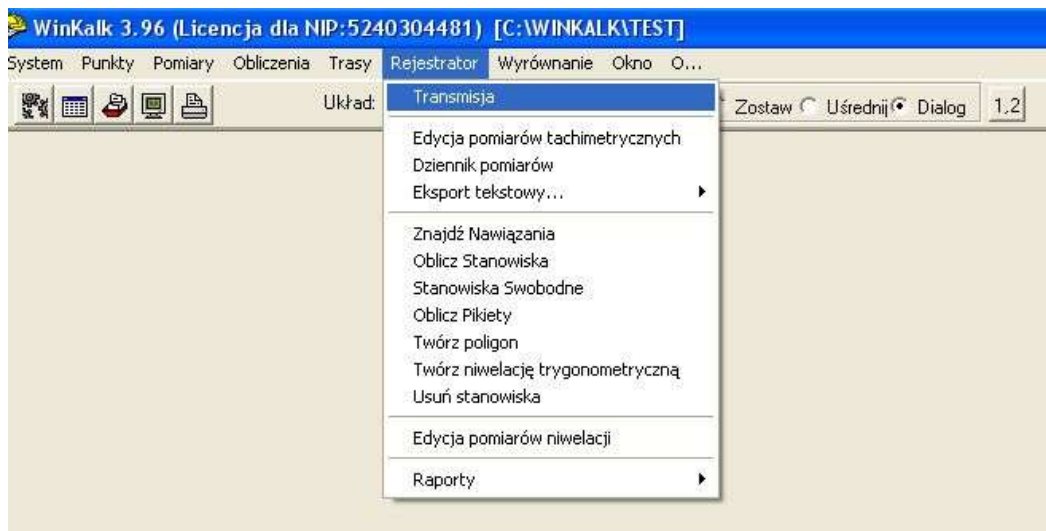 WinKalk 3.96 (Licencja dla NIP:5240304481) [C:\WINKALK\TEST]
System Punkty Pomiary Obliczenia Trasy Rejestrator Wyrównanie Okno O...
Układ: Zostaw Uśrednij Dialog 1.2
Transmisja
Edycja pomiarów tachimetrycznych
Dziennik pomiarów
Eksport tekstowy...
Znajdź Nawiązania
Oblicz Stanowiska
Stanowiska Swobodne
Oblicz Pikiety
Twórz poligon
Twórz niwelację trygonometryczną
Usuń stanowiska
Edycja pomiarów niwelacji
Raporty